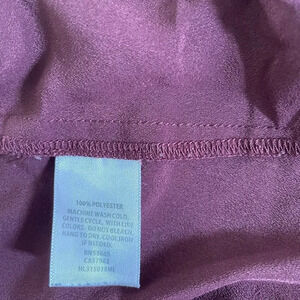 100% POLYESTER
MACHINE WASH COLD,
GENTLE CYCLE, WITH LIKE
COLORS. DO NOT BLEACH,
HANG TO DRY. COOL IRON
IF NEEDED.